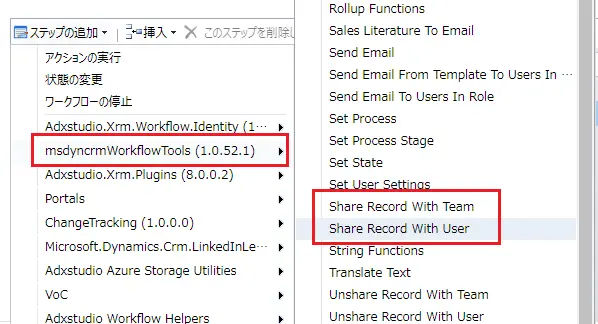 ステップの追加
挿入
このステップを削除し
アクションの実行
状態の変更
ワークフローの停止
Adxstudio.Xrm.Workflow.Identity (1…
msdyncrmWorkflowTools (1.0.52.1)
Adxstudio.Xrm.Plugins (8.0.0.2)
Portals
ChangeTracking (1.0.0.0)
Microsoft.Dynamics.Crm.LinkedInLe…
Adxstudio Azure Storage Utilities
VoC
Adxstudio Workflow Helpers
Rollup Functions
Sales Literature To Email
Send Email
Send Email From Template To Users In …
Send Email To Users In Role
Set Process
Set Process Stage
Set State
Set User Settings
Share Record With Team
Share Record With User
String Functions
Translate Text
Unshare Record With Team
Unshare Record With User